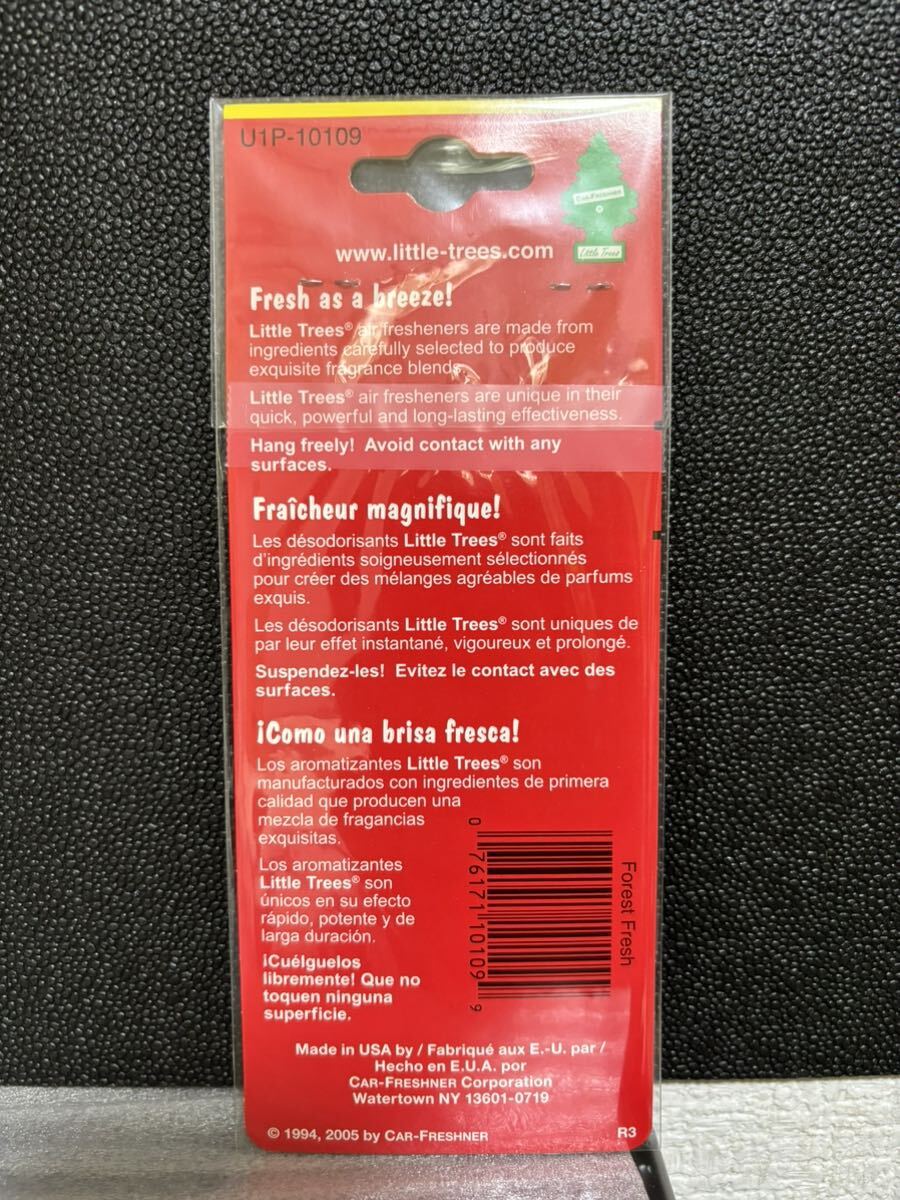 U1P-10109
CAR-FRESHNER
Little Trees
www.little-trees.com
Fresh as a breeze!
Little Trees® air fresheners are made from
ingredients carefully selected to produce
exquisite fragrance blends.
Little Trees® air fresheners are unique in their
quick, powerful and long-lasting effectiveness.
Hang freely! Avoid contact with any
surfaces.
Fraîcheur magnifique!
Les désodorisants Little Trees® sont faits
d'ingrédients soigneusement sélectionnés
pour créer des mélanges agréables de parfums
exquis.
Les désodorisants Little Trees® sont uniques de
par leur effet instantané, vigoureux et prolongé.
Suspendez-les! Evitez le contact avec des
surfaces.
¡Como una brisa fresca!
Los aromatizantes Little Trees® son
manufacturados con ingredientes de primera
calidad que producen una
mezcla de fragancias
exquisitas.
Los aromatizantes
Little Trees® son
únicos en su efecto
rápido, potente y de
larga duración.
¡Cuélguelos
libremente! Que no
toquen ninguna
superficie.
0 76171 10109 9
Forest Fresh
Made in USA by / Fabriqué aux E.-U. par /
Hecho en E.U.A. por
CAR-FRESHNER Corporation
Watertown NY 13601-0719
© 1994, 2005 by CAR-FRESHNER
R3